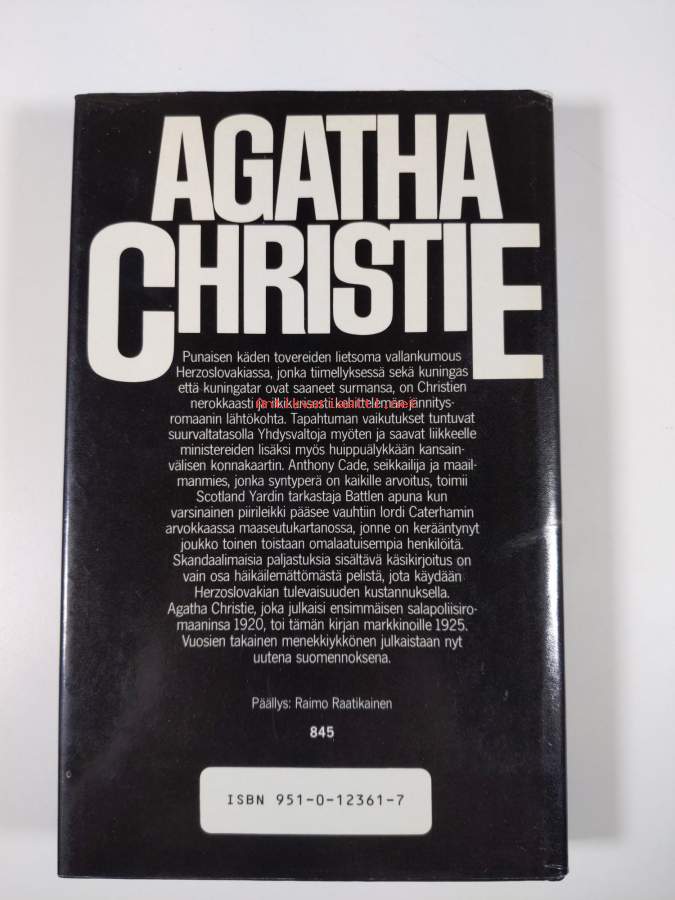 AGATHA
CHRISTIE
Punaisen käden tovereiden lietsoma vallankumous
Herzoslovakiassa, jonka tiimellyksessä sekä kuningas
että kuningatar ovat saaneet surmansa, on Christien
nerokkaasti ja kehittelemän jännitys-
romaanin lähtökohta. Tapahtuman vaikutukset tuntuvat
suurvaltatasolla Yhdysvaltoja myöten ja saavat liikkeelle
ministereiden lisäksi myös huippuälykkään kansain-
välisen konnakaartin. Anthony Cade, seikkailija ja maail-
manmies, jonka syntyperä on kaikille arvoitus, toimii
Scotland Yardin tarkastaja Battlen apuna kun
varsinainen piirileikki pääsee vauhtiin lordi Caterhamin
arvokkaassa maaseutukartanossa, jonne on kerääntynyt
joukko toinen toistaan omalaatuisempia henkilöitä.
Skandaalimaisia paljastuksia sisältävä käsikirjoitus on
vain osa häikäilemättömästä pelistä, jota käydään
Herzoslovakian tulevaisuuden kustannuksella.
Agatha Christie, joka julkaisi ensimmäisen salapoliisiro-
maaninsa 1920, toi tämän kirjan markkinoille 1925.
Vuosien takainen menekkiykkönen julkaistaan nyt
uutena suomennoksena.
Päällys: Raimo Raatikainen
845
ISBN 951-0-12361-7